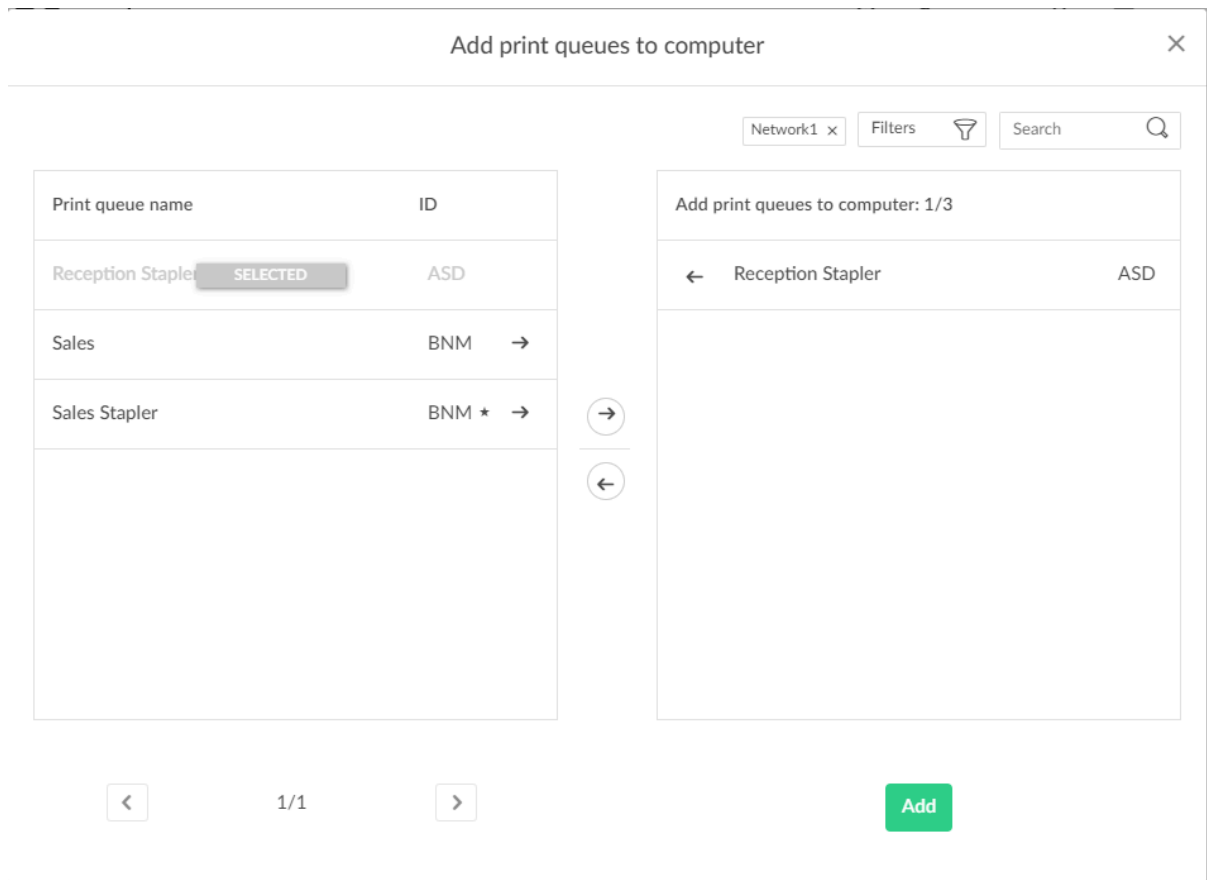 Add print queues to computer
Network1 Filters Search
Print queue name ID
Reception Stapler SELECTED ASD
Sales BNM
Sales Stapler BNM ★
Add print queues to computer: 1/3
Reception Stapler ASD
1/1
Add